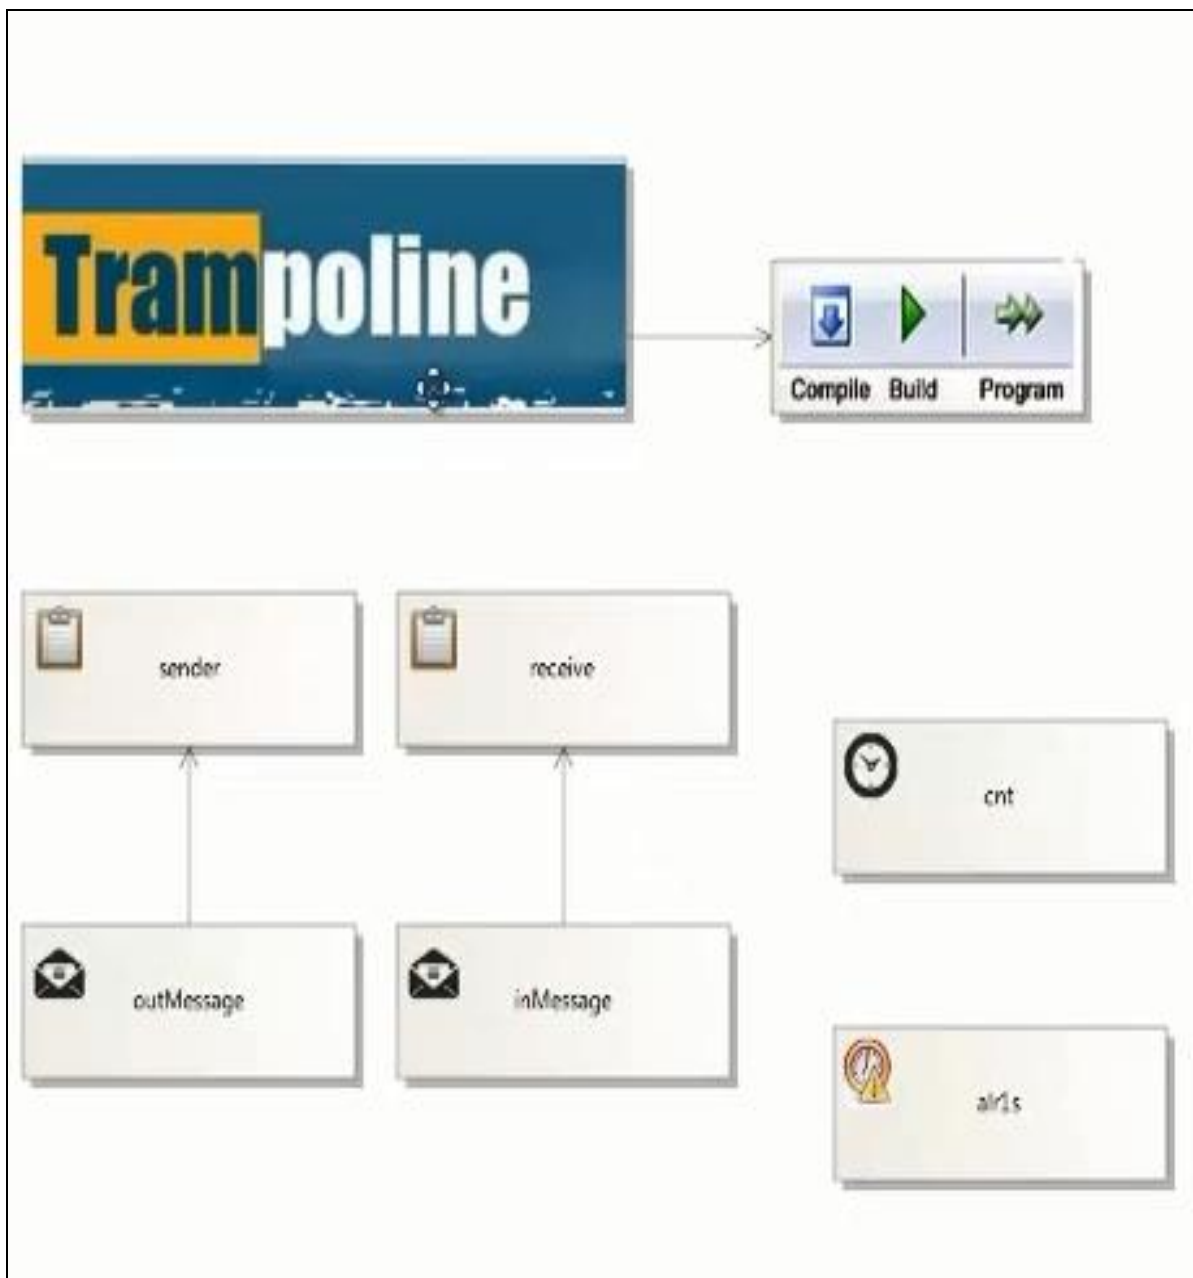 Trampoline
Compile Build Program
sender
receive
cnt
outMessage
inMessage
alr1s